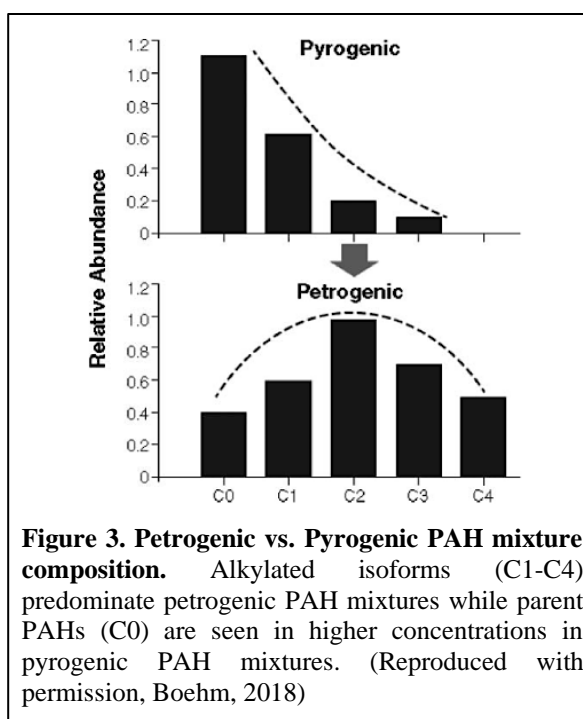 Pyrogenic
1.2
1.0
0.8
0.6
0.4
0.2
0
Relative Abundance
Petrogenic
1.2
1.0
0.8
0.6
0.4
0.2
0
C0 C1 C2 C3 C4
Figure 3. Petrogenic vs. Pyrogenic PAH mixture
composition. Alkylated isoforms (C1-C4)
predominate petrogenic PAH mixtures while parent
PAHs (C0) are seen in higher concentrations in
pyrogenic PAH mixtures. (Reproduced with
permission, Boehm, 2018)